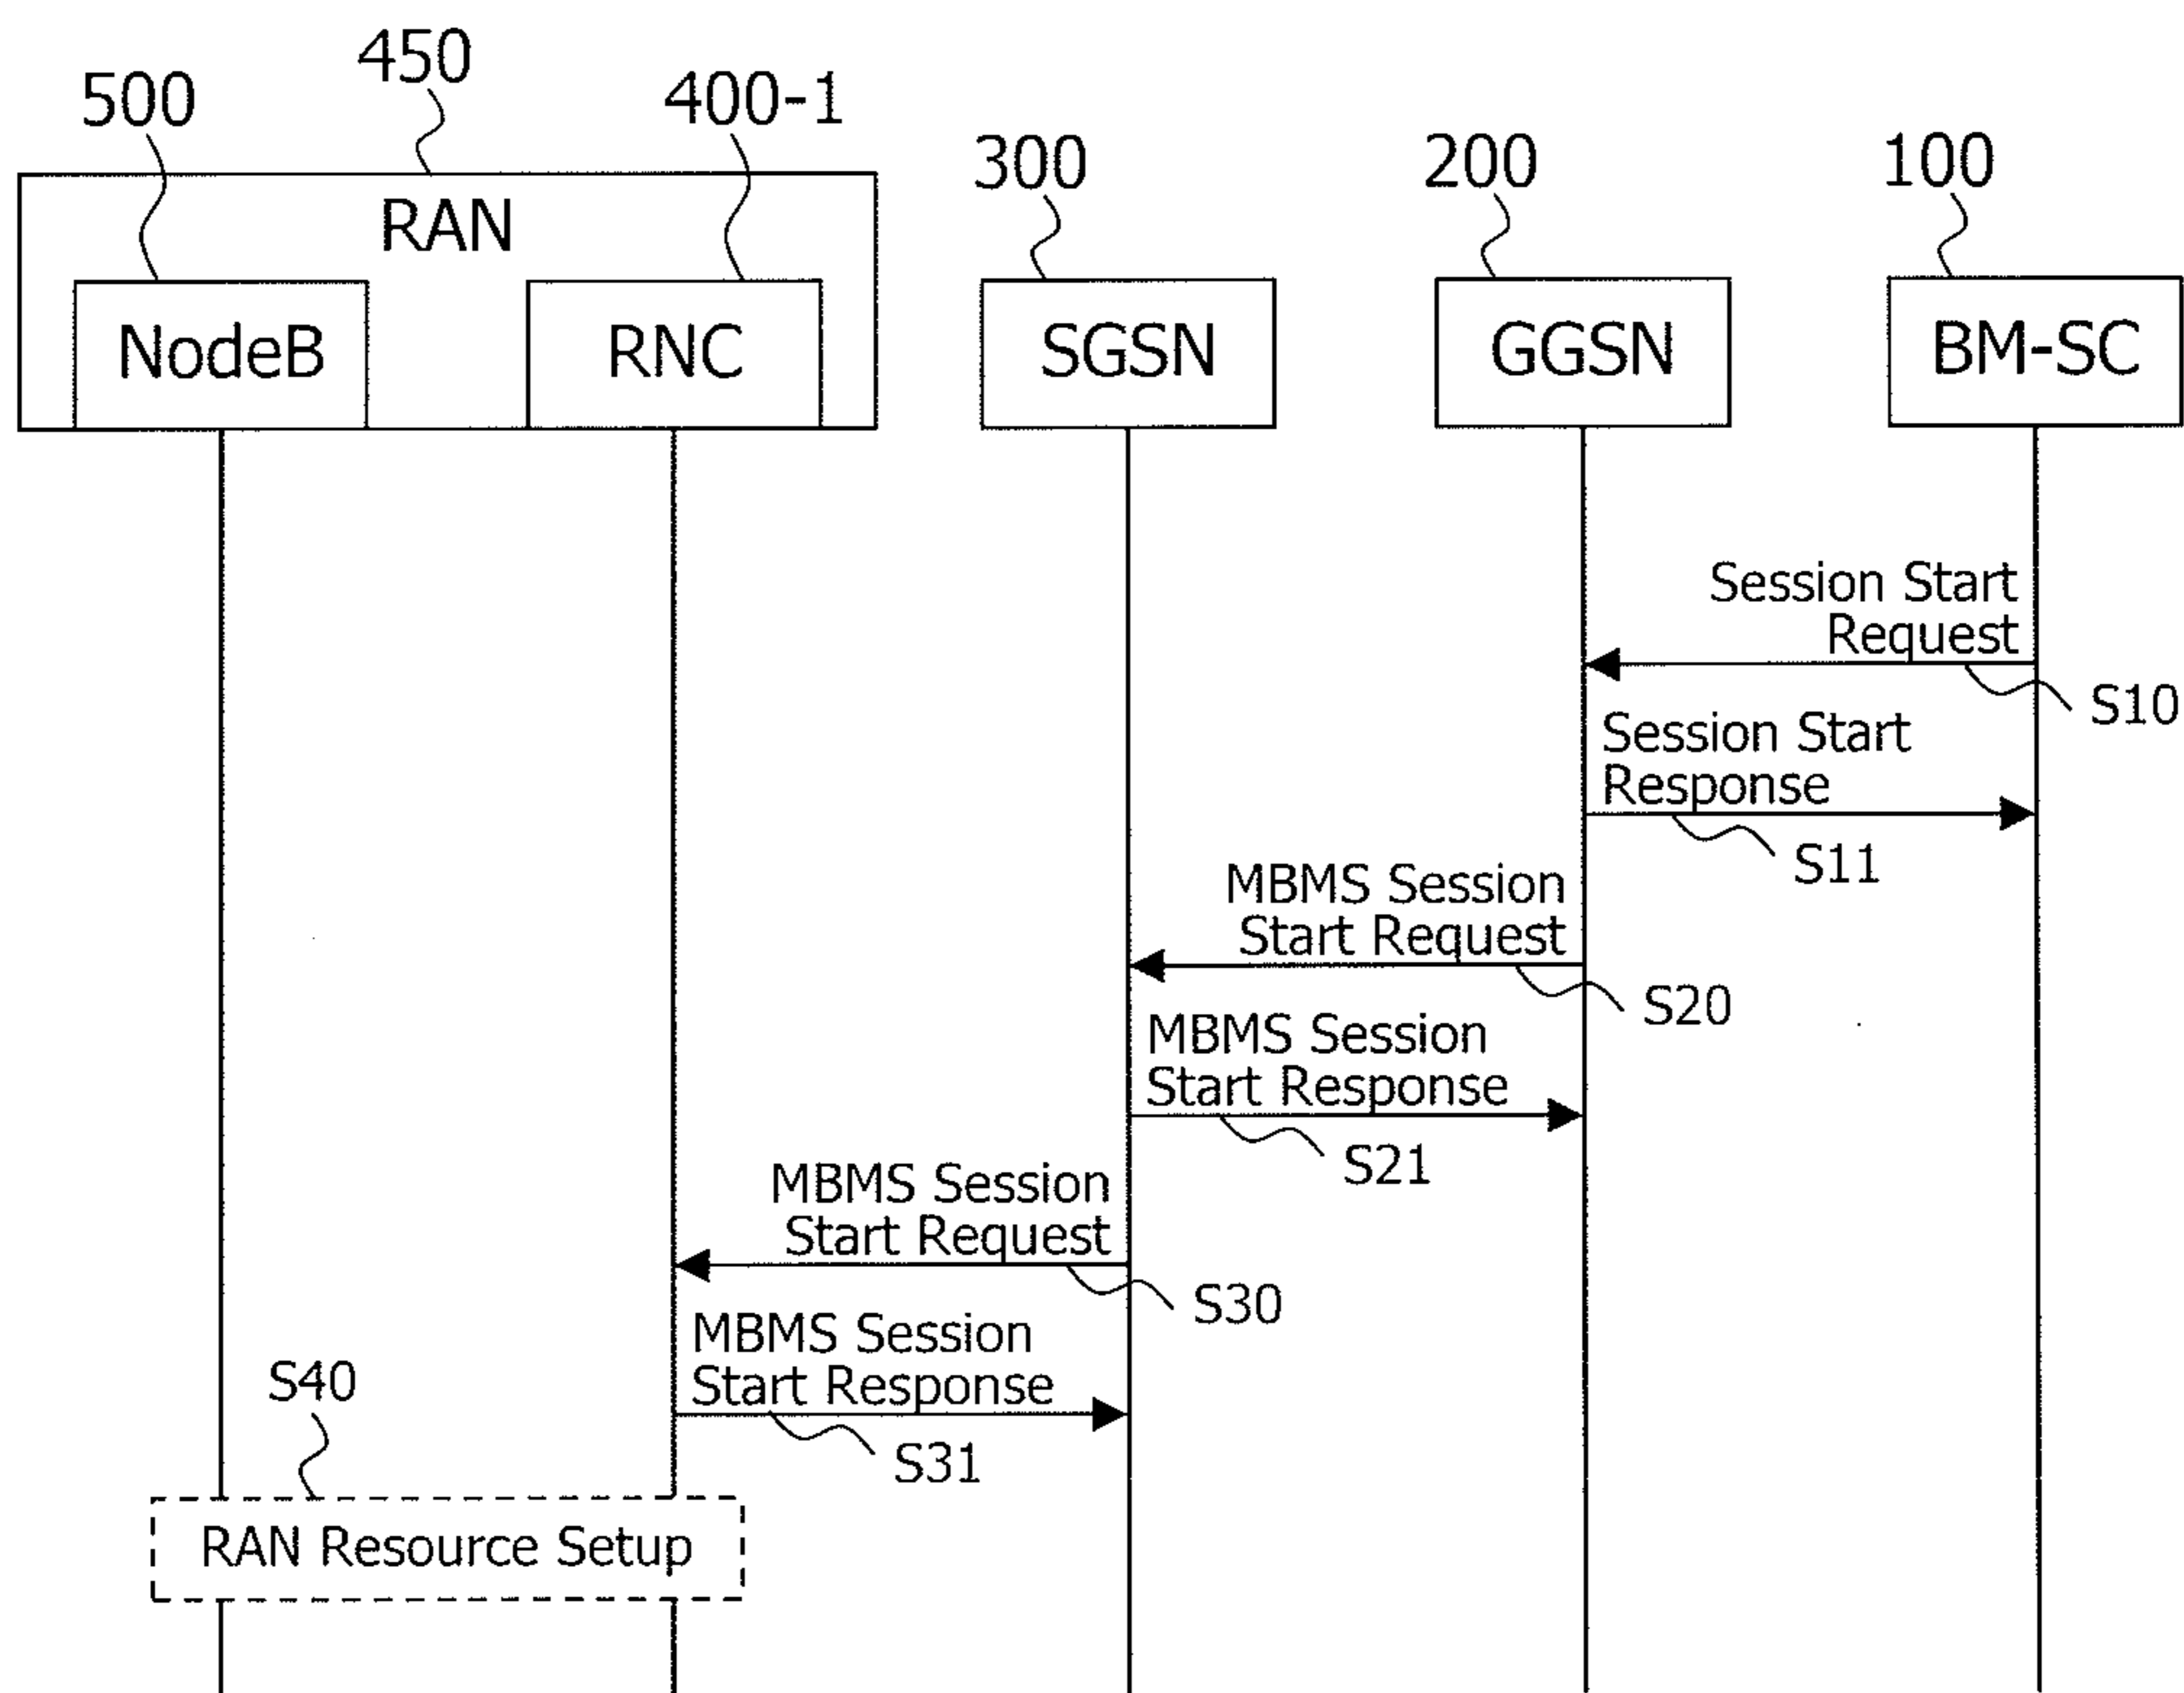 450
500
400-1
300
200
100
RAN
NodeB
RNC
SGSN
GGSN
BM-SC
Session Start
Request
S10
Session Start
Response
S11
MBMS Session
Start Request
S20
MBMS Session
Start Response
S21
MBMS Session
Start Request
S30
MBMS Session
Start Response
S31
S40
RAN Resource Setup